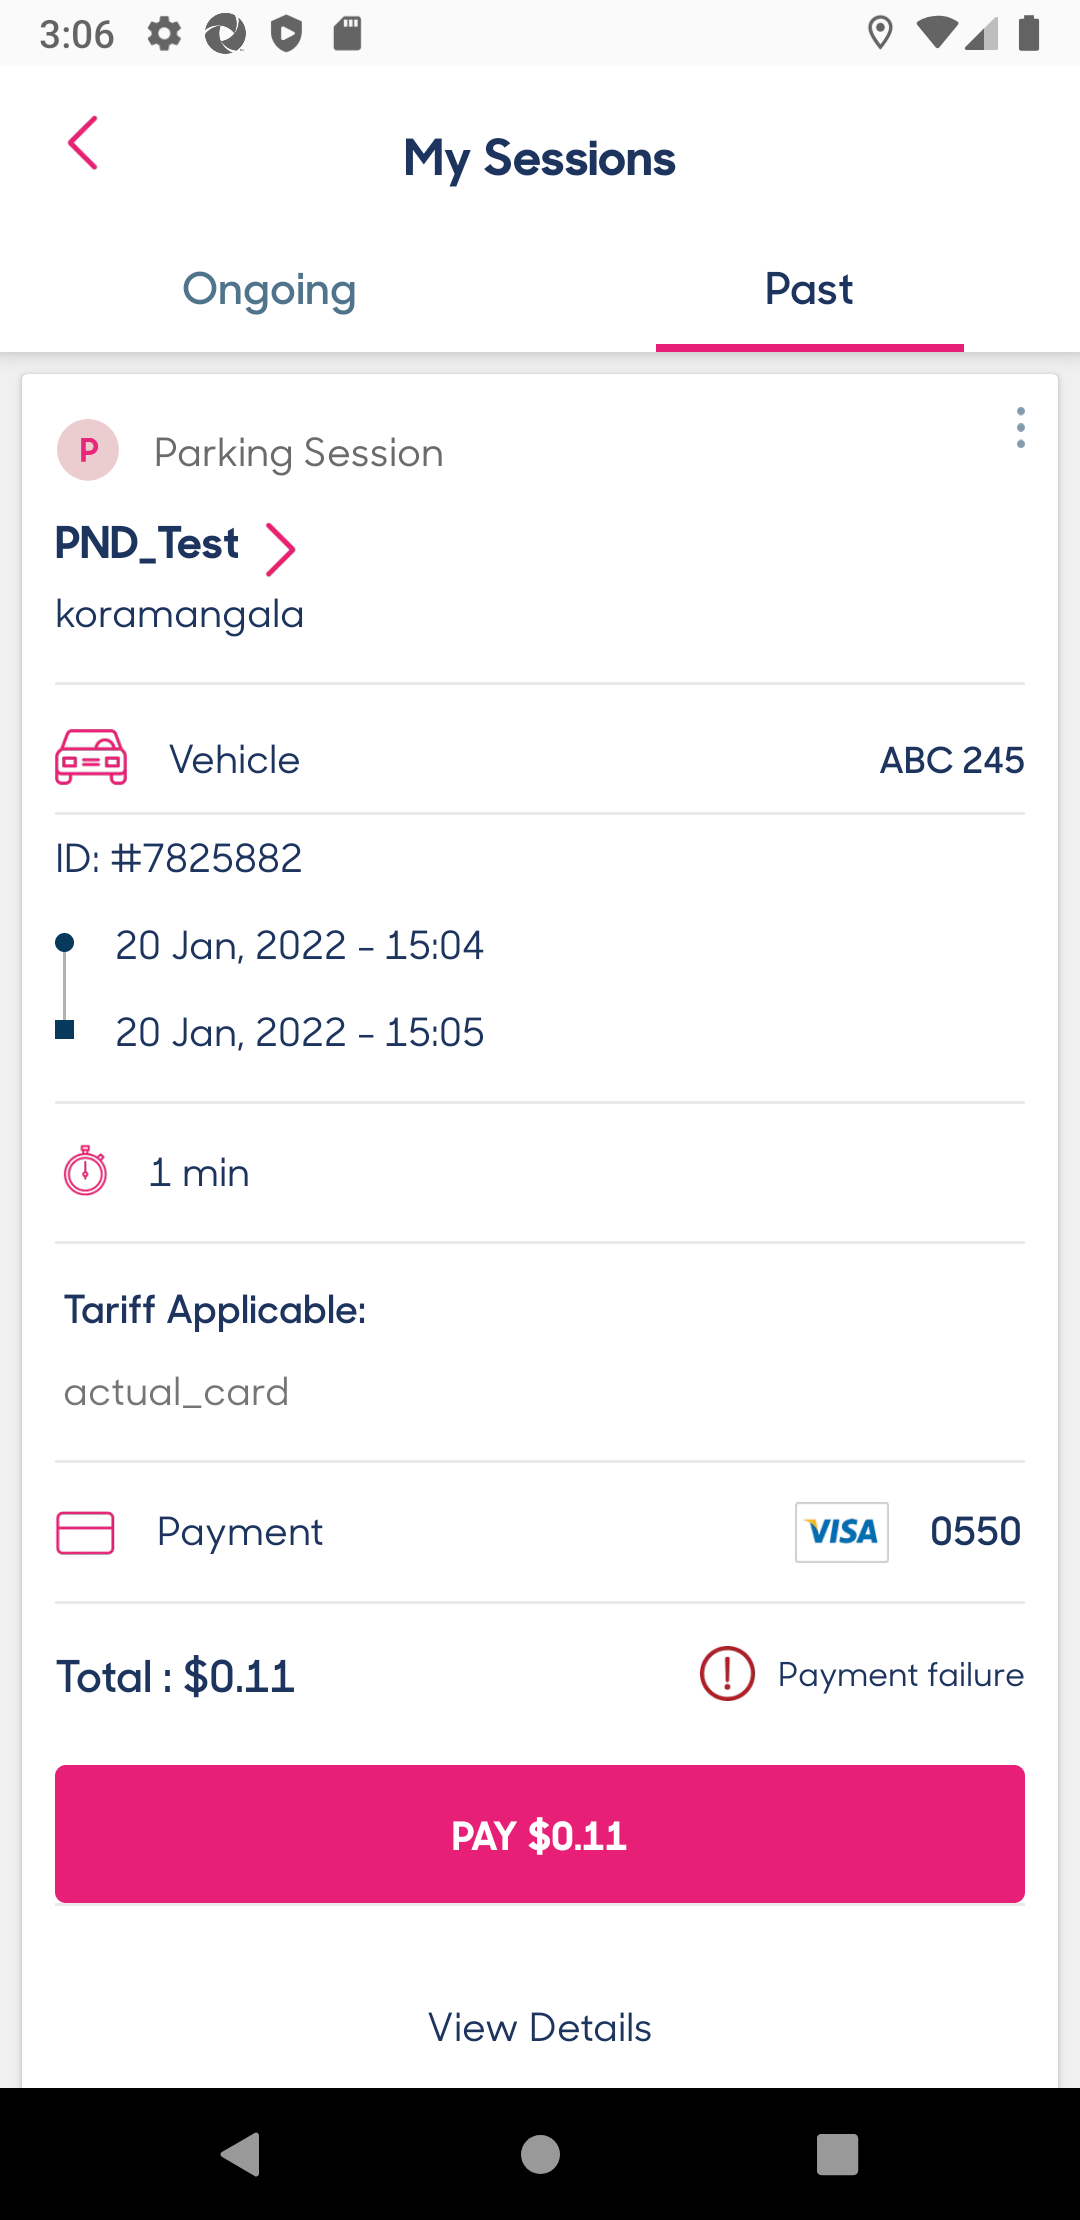 3:06
My Sessions
Ongoing Past
P Parking Session
PND_Test
koramangala
Vehicle ABC 245
ID: #7825882
20 Jan, 2022 - 15:04
20 Jan, 2022 - 15:05
1 min
Tariff Applicable:
actual_card
Payment VISA 0550
Total : $0.11 ! Payment failure
PAY $0.11
View Details